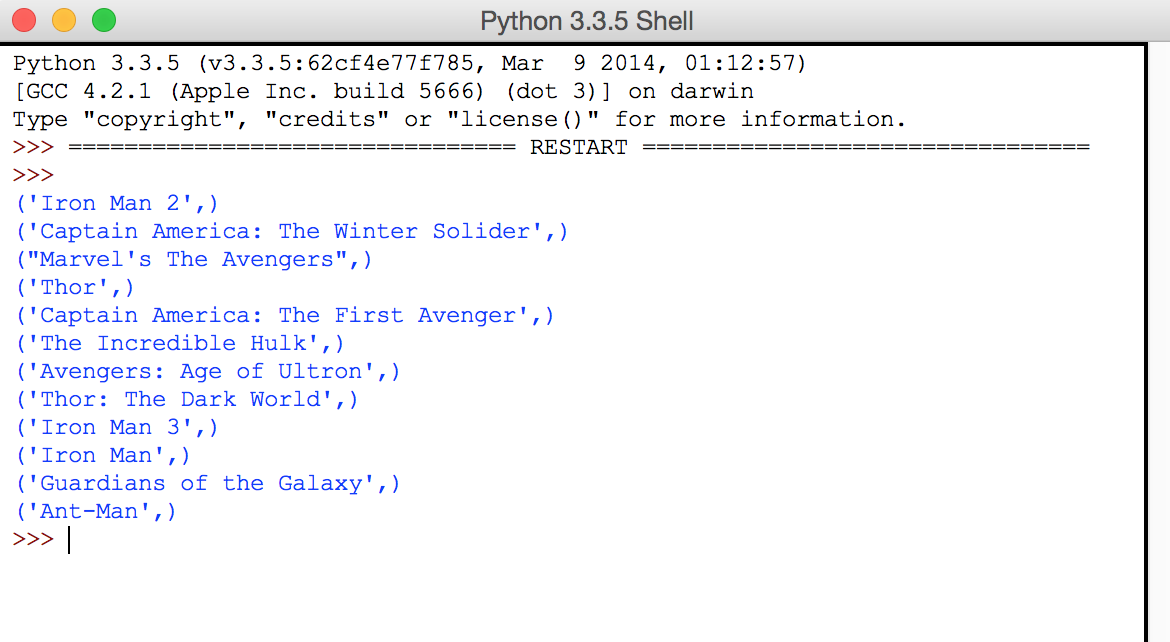 Python 3.3.5 Shell
Python 3.3.5 (v3.3.5:62cf4e77f785, Mar  9 2014, 01:12:57)
[GCC 4.2.1 (Apple Inc. build 5666) (dot 3)] on darwin
Type "copyright", "credits" or "license()" for more information.
>>> ================================ RESTART ================================
>>>
('Iron Man 2',)
('Captain America: The Winter Solider',)
("Marvel's The Avengers",)
('Thor',)
('Captain America: The First Avenger',)
('The Incredible Hulk',)
('Avengers: Age of Ultron',)
('Thor: The Dark World',)
('Iron Man 3',)
('Iron Man',)
('Guardians of the Galaxy',)
('Ant-Man',)
>>>